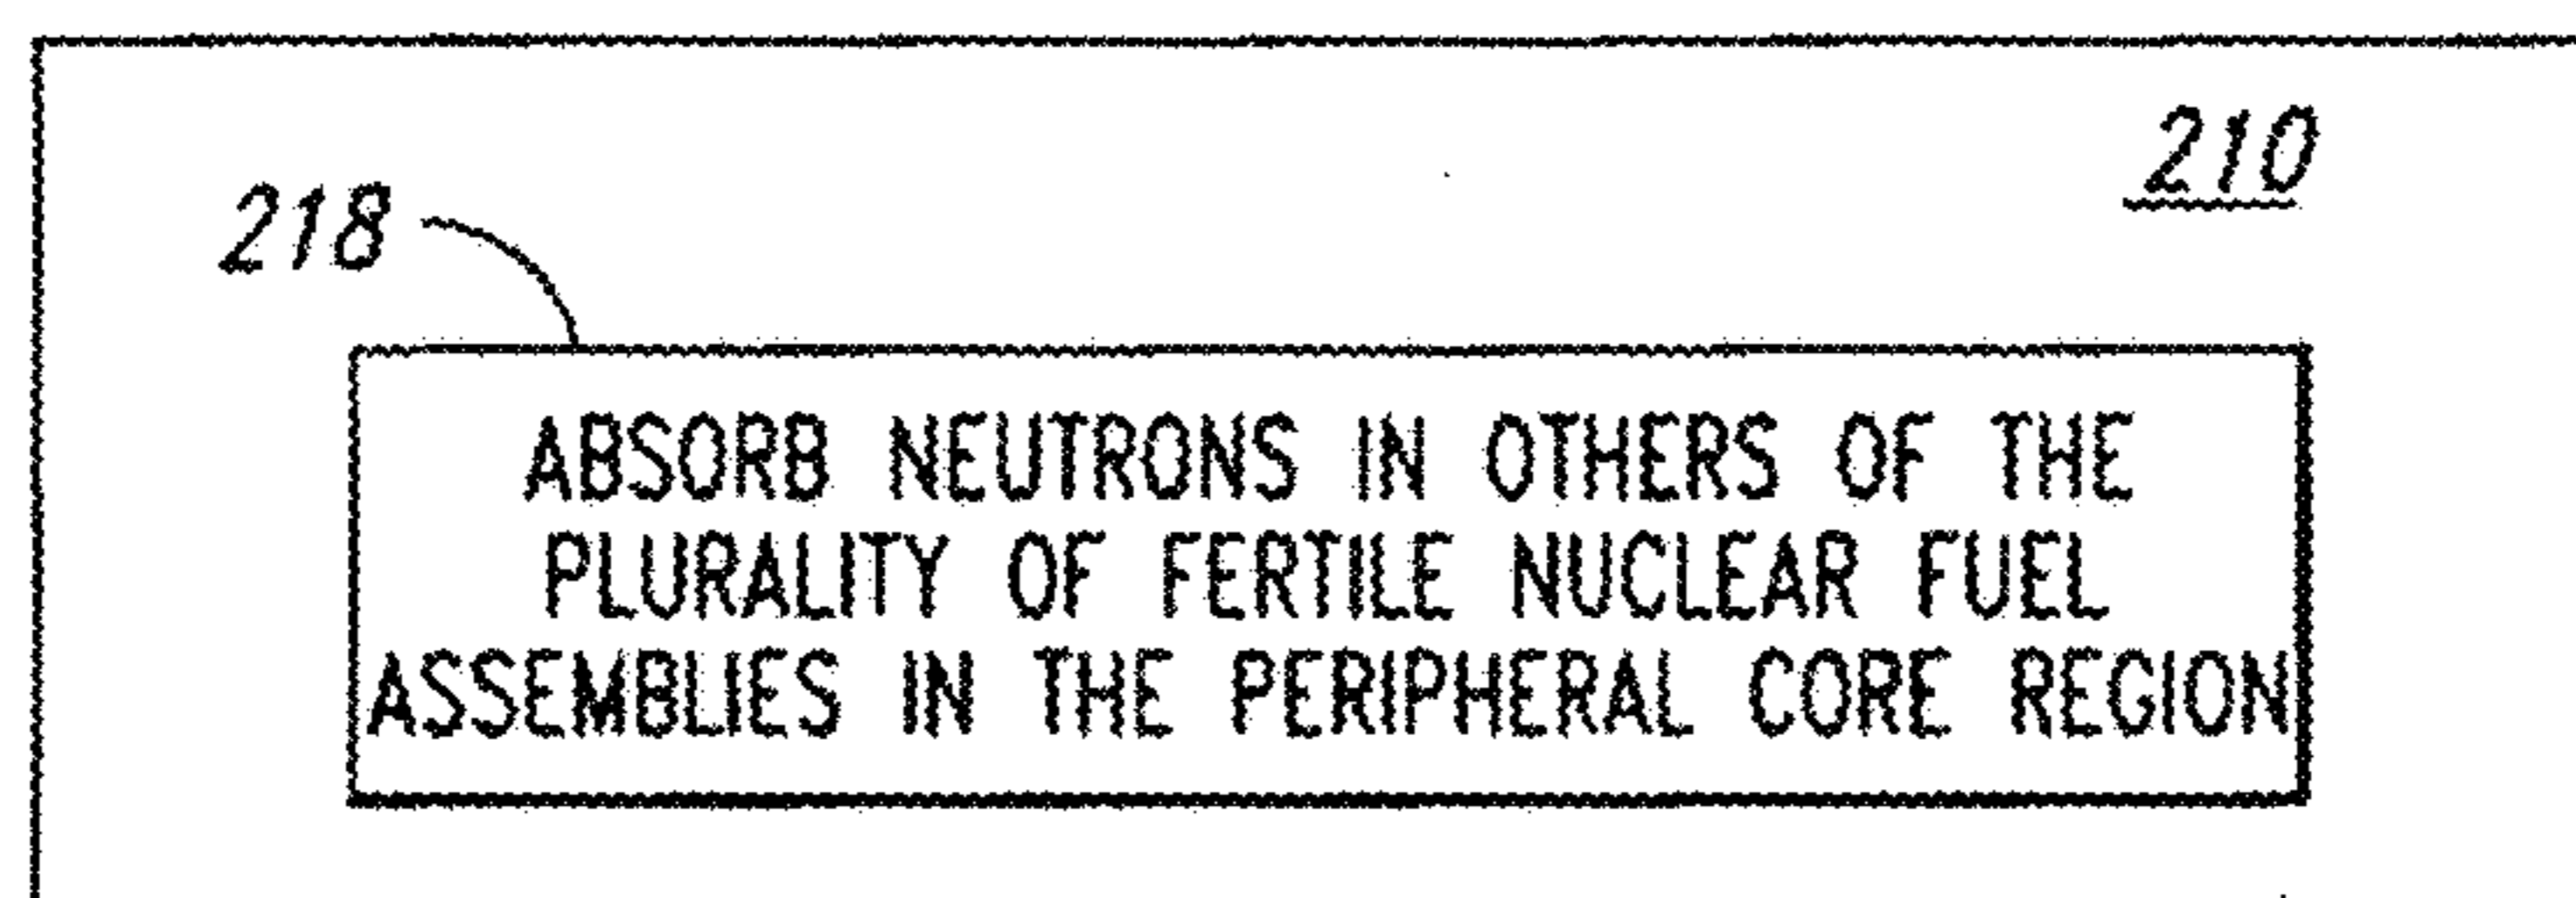 210
218
ABSORB NEUTRONS IN OTHERS OF THE
PLURALITY OF FERTILE NUCLEAR FUEL
ASSEMBLIES IN THE PERIPHERAL CORE REGION